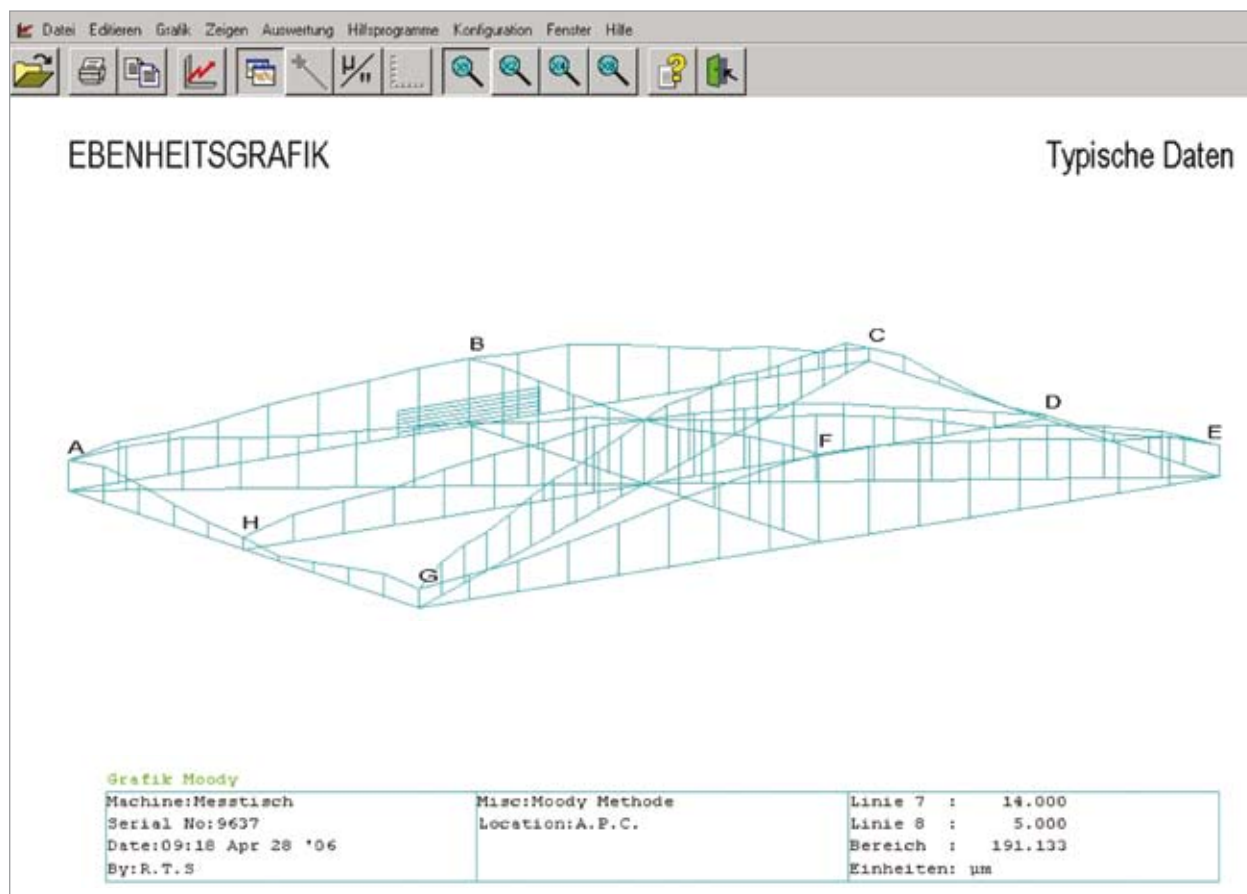 Datei Editieren Grafik Zeigen Auswertung Hilfsprogramme Konfiguration Fenster Hilfe
µ/"
EBENHEITSGRAFIK
Typische Daten
B
C
A
D
E
F
H
G
Grafik Moody
Machine:Messtisch
Serial No:9637
Date:09:18 Apr 28 '06
By:R.T.S
Misc:Moody Methode
Location:A.P.C.
Linie 7 : 14.000
Linie 8 : 5.000
Bereich : 191.133
Einheiten: µm